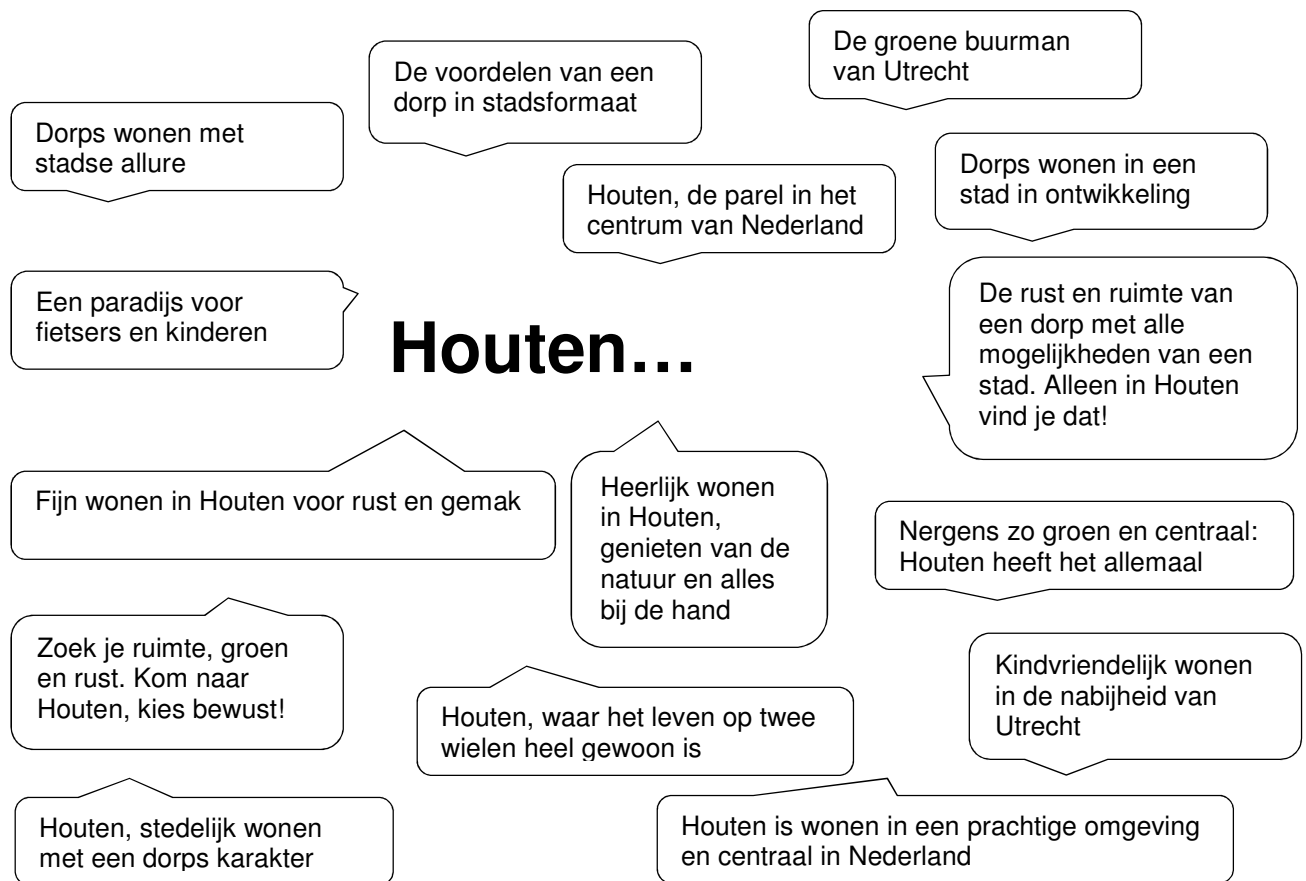 De groene buurman
van Utrecht
De voordelen van een
dorp in stadsformaat
Dorps wonen met
stadse allure
Dorps wonen in een
stad in ontwikkeling
Houten, de parel in het
centrum van Nederland
Een paradijs voor
fietsers en kinderen
De rust en ruimte van
een dorp met alle
mogelijkheden van een
stad. Alleen in Houten
vind je dat!
Houten…
Fijn wonen in Houten voor rust en gemak
Heerlijk wonen
in Houten,
genieten van de
natuur en alles
bij de hand
Nergens zo groen en centraal:
Houten heeft het allemaal
Zoek je ruimte, groen
en rust. Kom naar
Houten, kies bewust!
Kindvriendelijk wonen
in de nabijheid van
Utrecht
Houten, waar het leven op twee
wielen heel gewoon is
Houten, stedelijk wonen
met een dorps karakter
Houten is wonen in een prachtige omgeving
en centraal in Nederland